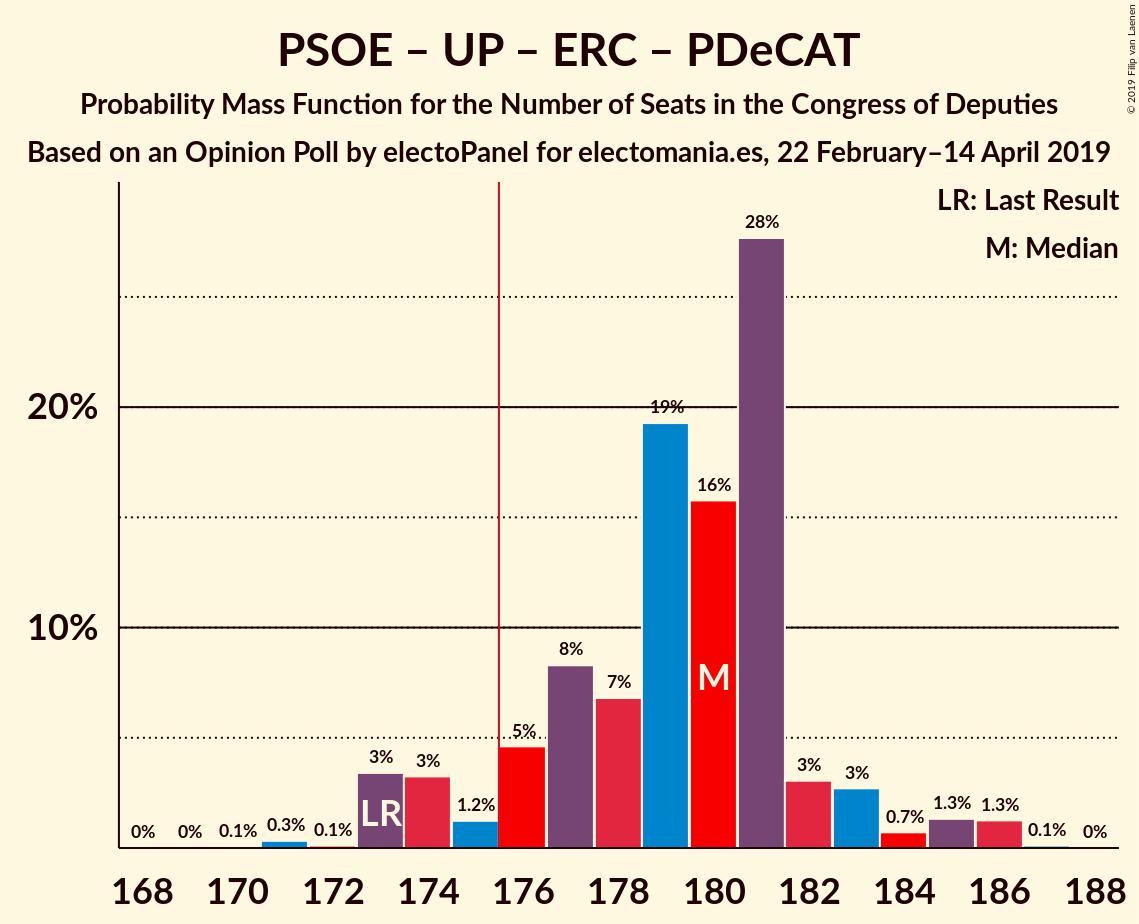 PSOE – UP – ERC – PDeCAT
Probability Mass Function for the Number of Seats in the Congress of Deputies
Based on an Opinion Poll by electoPanel for electomania.es, 22 February–14 April 2019
© 2019 Filip van Laenen
LR: Last Result
M: Median
28%
20%
19%
16%
10%
8%
7%
5%
3%
3%
1.2%
3%
3%
0.7%
1.3%
1.3%
0%
0%
0.1%
0.3%
0.1%
0.1%
0%
M
LR
168 170 172 174 176 178 180 182 184 186 188